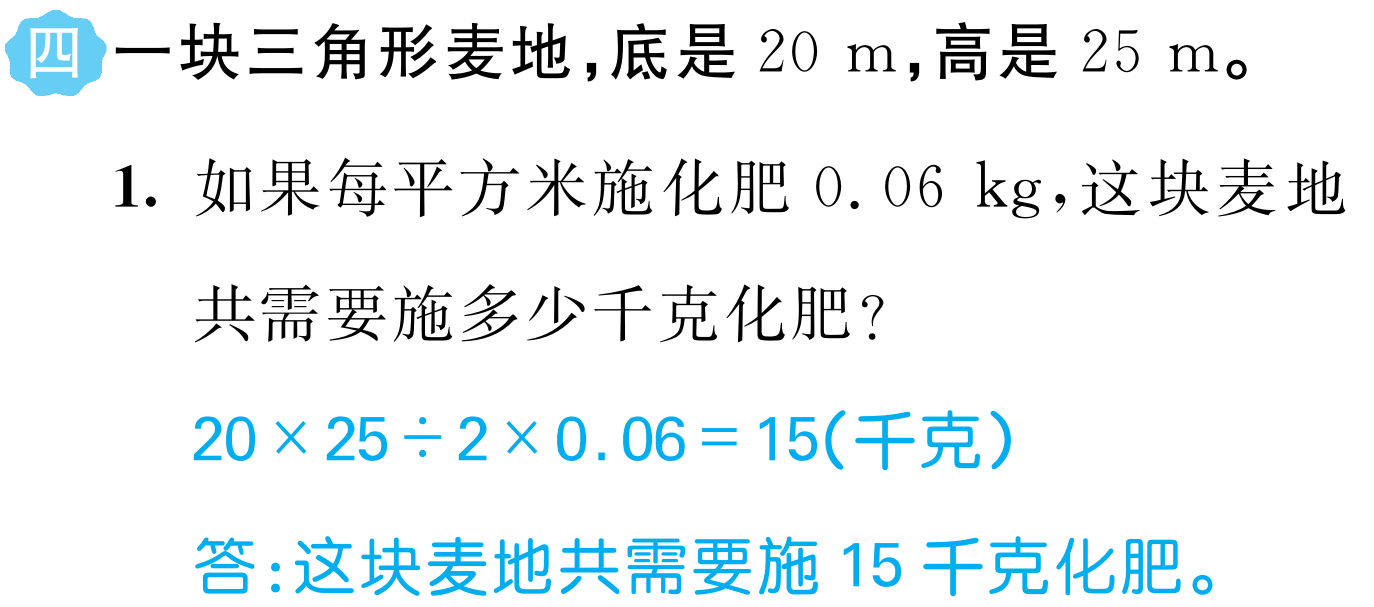 四 一块三角形麦地,底是 20 m,高是 25 m。
1. 如果每平方米施化肥 0.06 kg,这块麦地
共需要施多少千克化肥?
20×25÷2×0.06=15(千克)
答:这块麦地共需要施 15 千克化肥。